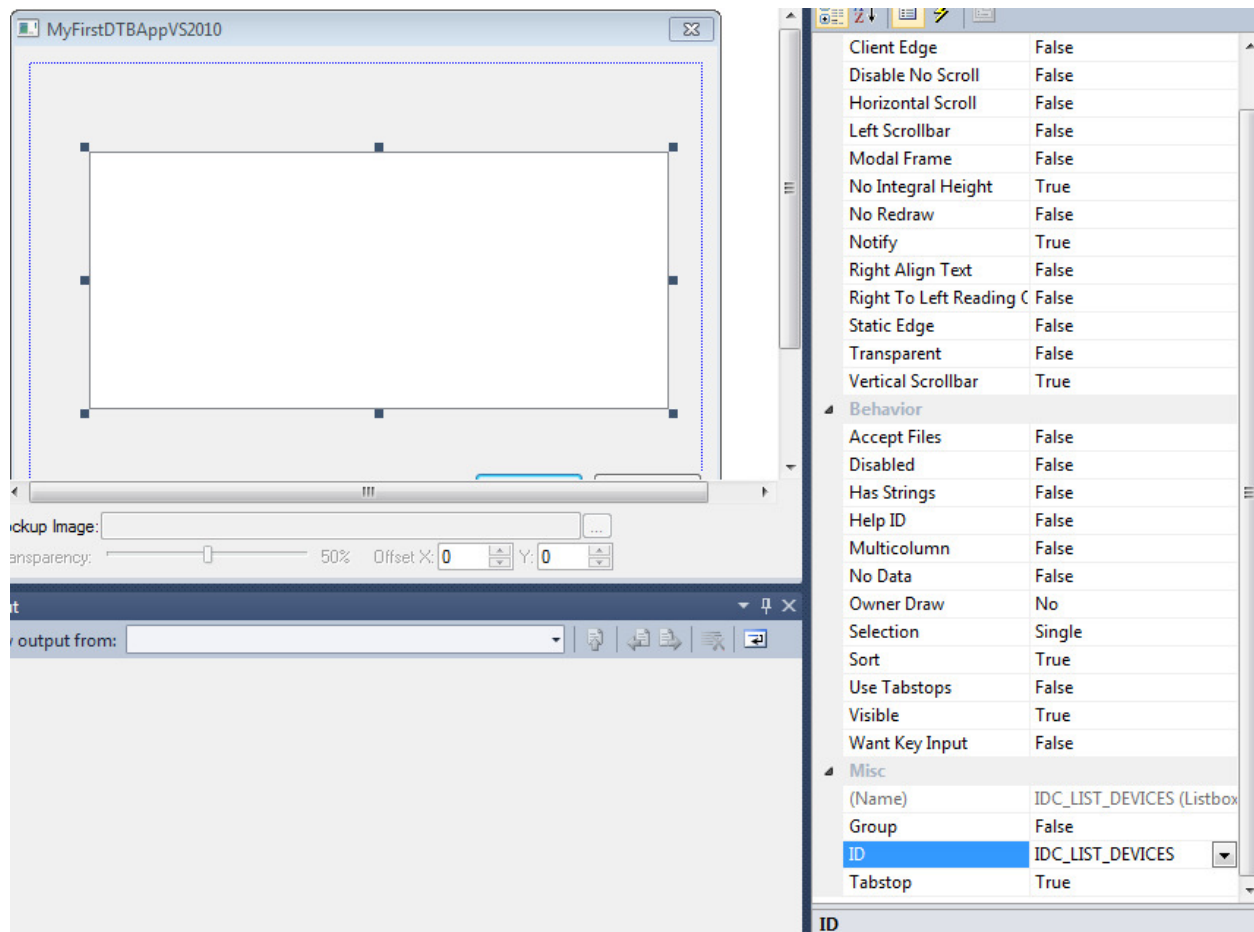 MyFirstDTBAppVS2010
ockup Image:
...
ansparency:
50%
Offset X: 0
Y: 0
ut
output from:
Client Edge False
Disable No Scroll False
Horizontal Scroll False
Left Scrollbar False
Modal Frame False
No Integral Height True
No Redraw False
Notify True
Right Align Text False
Right To Left Reading False
Static Edge False
Transparent False
Vertical Scrollbar True
Behavior
Accept Files False
Disabled False
Has Strings False
Help ID False
Multicolumn False
No Data False
Owner Draw No
Selection Single
Sort True
Use Tabstops False
Visible True
Want Key Input False
Misc
(Name) IDC_LIST_DEVICES (Listbox
Group False
ID IDC_LIST_DEVICES
Tabstop True
ID